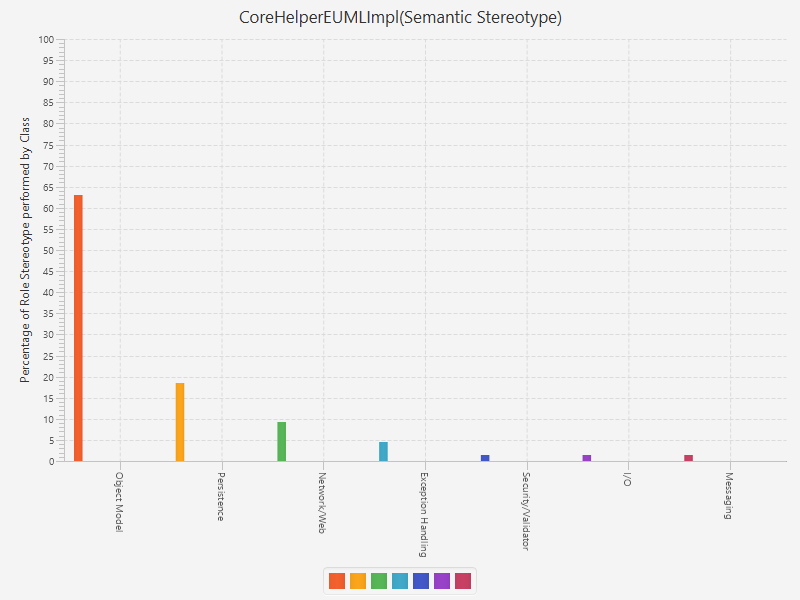 CoreHelperEUMLImpl(Semantic Stereotype)
Percentage of Role Stereotype performed by Class
100
95
90
85
80
75
70
65
60
55
50
45
40
35
30
25
20
15
10
5
0
Object Model
Persistence
Network/Web
Exception Handling
Security/Validator
I/O
Messaging